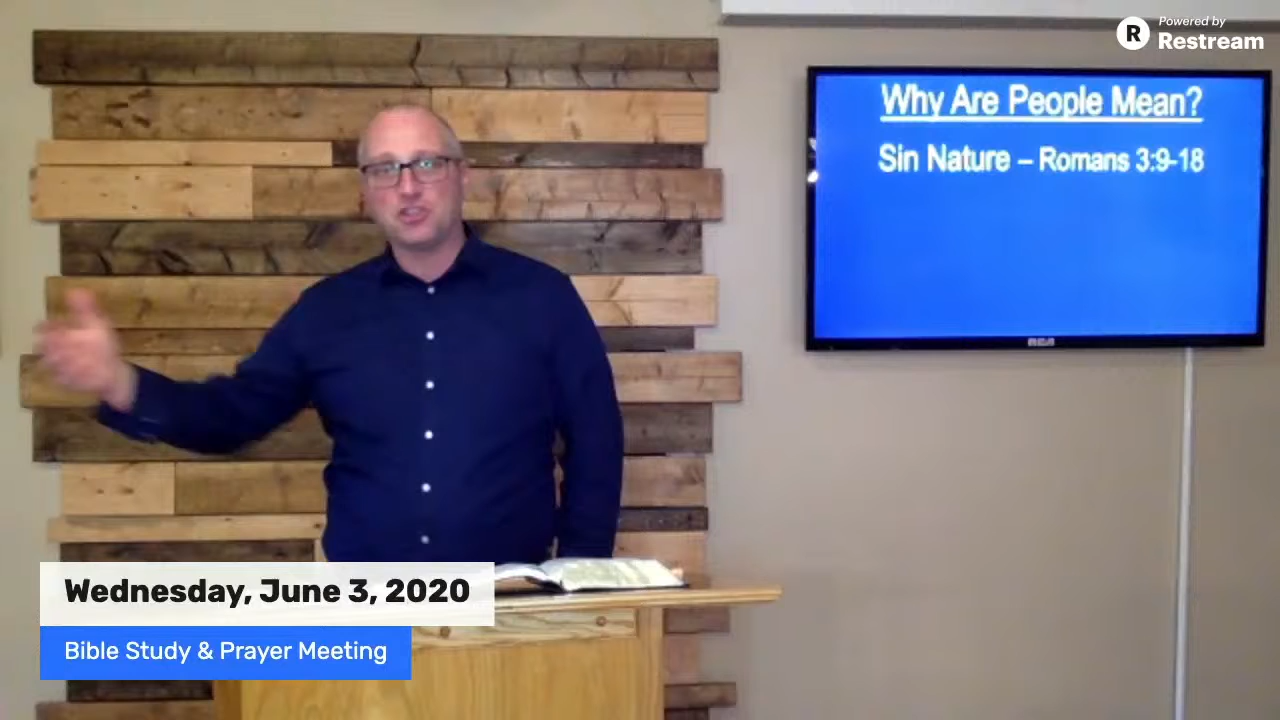 R Powered by
Restream
Why Are People Mean?
Sin Nature – Romans 3:9-18
RCA
Wednesday, June 3, 2020
Bible Study & Prayer Meeting